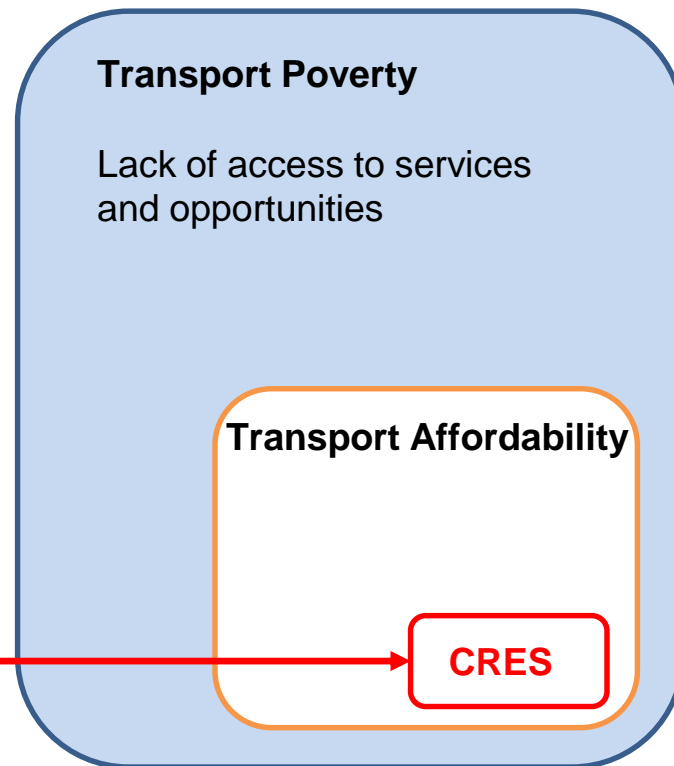 Transport Poverty
Lack of access to services
and opportunities
Transport Affordability
CRES